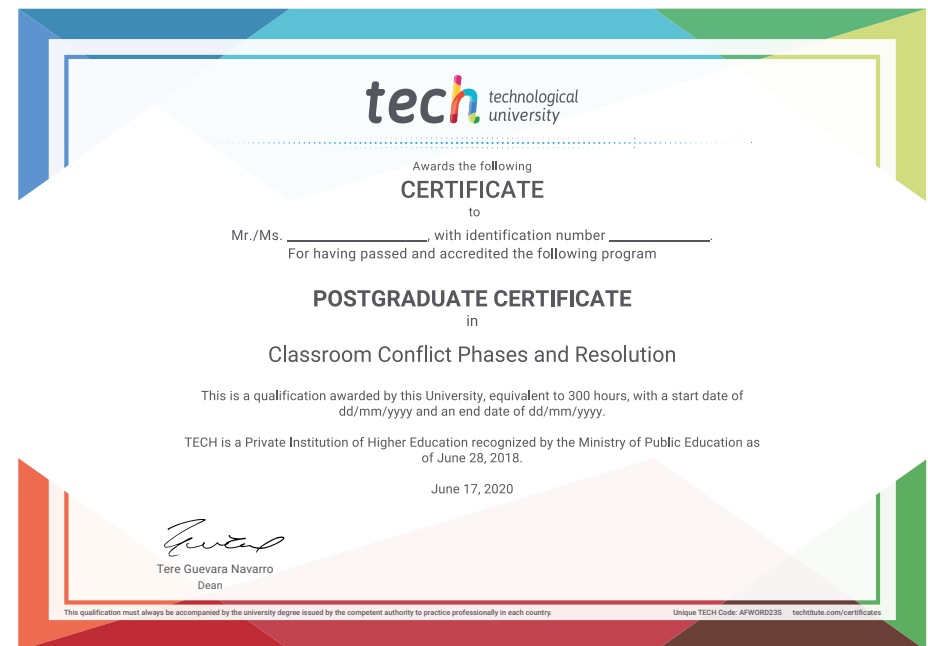 tech technological
university
Awards the following
CERTIFICATE
to
Mr./Ms. ____________________, with identification number ______________.
For having passed and accredited the following program
POSTGRADUATE CERTIFICATE
in
Classroom Conflict Phases and Resolution
This is a qualification awarded by this University, equivalent to 300 hours, with a start date of
dd/mm/yyyy and an end date of dd/mm/yyyy.
TECH is a Private Institution of Higher Education recognized by the Ministry of Public Education as
of June 28, 2018.
June 17, 2020
Tere Guevara Navarro
Dean
This qualification must always be accompanied by the university degree issued by the competent authority to practice professionally in each country.
Unique TECH Code: AFWORD23S techtitute.com/certificates